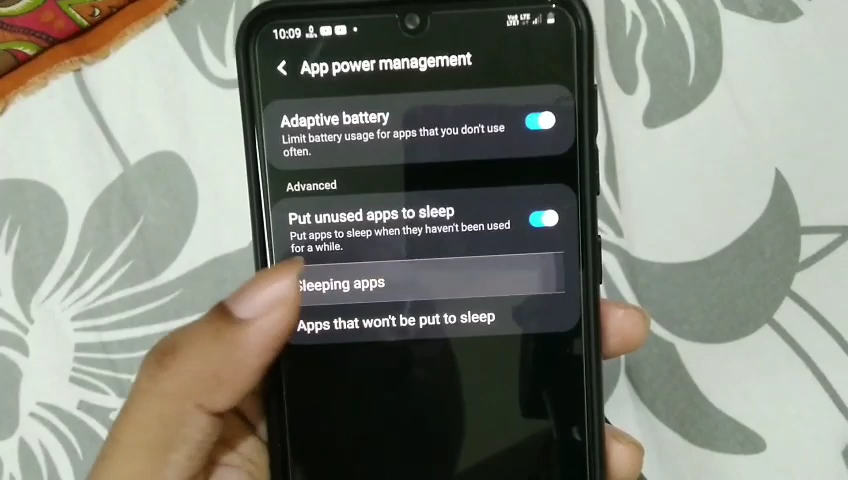 10:09
App power management
Adaptive battery
Limit battery usage for apps that you don't use
often.
Advanced
Put unused apps to sleep
Put apps to sleep when they haven't been used
for a while.
Sleeping apps
Apps that won't be put to sleep